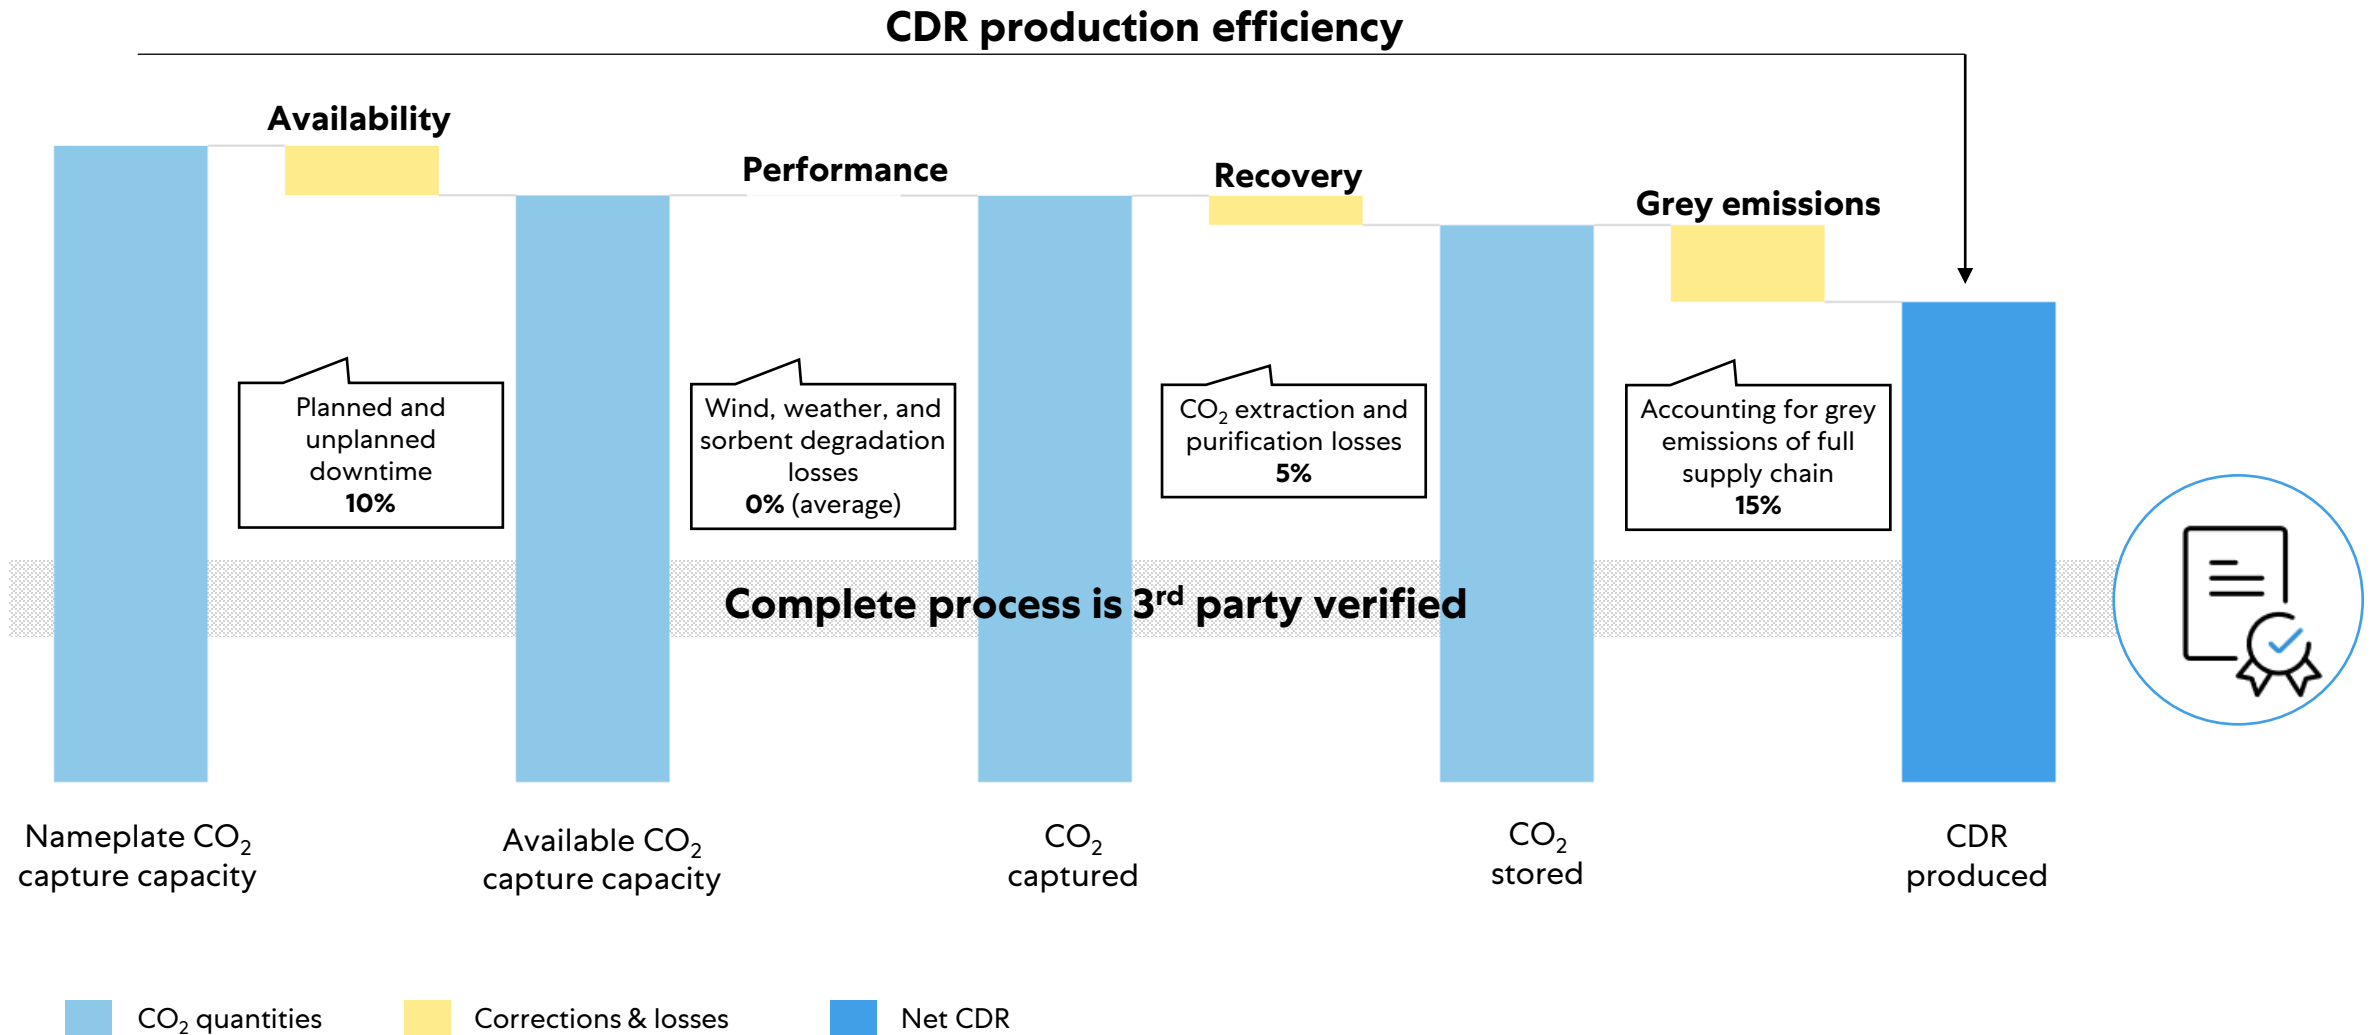 CDR production efficiency
Availability
Performance
Recovery
Grey emissions
Planned and
unplanned
downtime
10%
Wind, weather, and
sorbent degradation
losses
0% (average)
CO₂ extraction and
purification losses
5%
Accounting for grey
emissions of full
supply chain
15%
Complete process is 3ʳᵈ party verified
Nameplate CO₂
capture capacity
Available CO₂
capture capacity
CO₂
captured
CO₂
stored
CDR
produced
CO₂ quantities
Corrections & losses
Net CDR